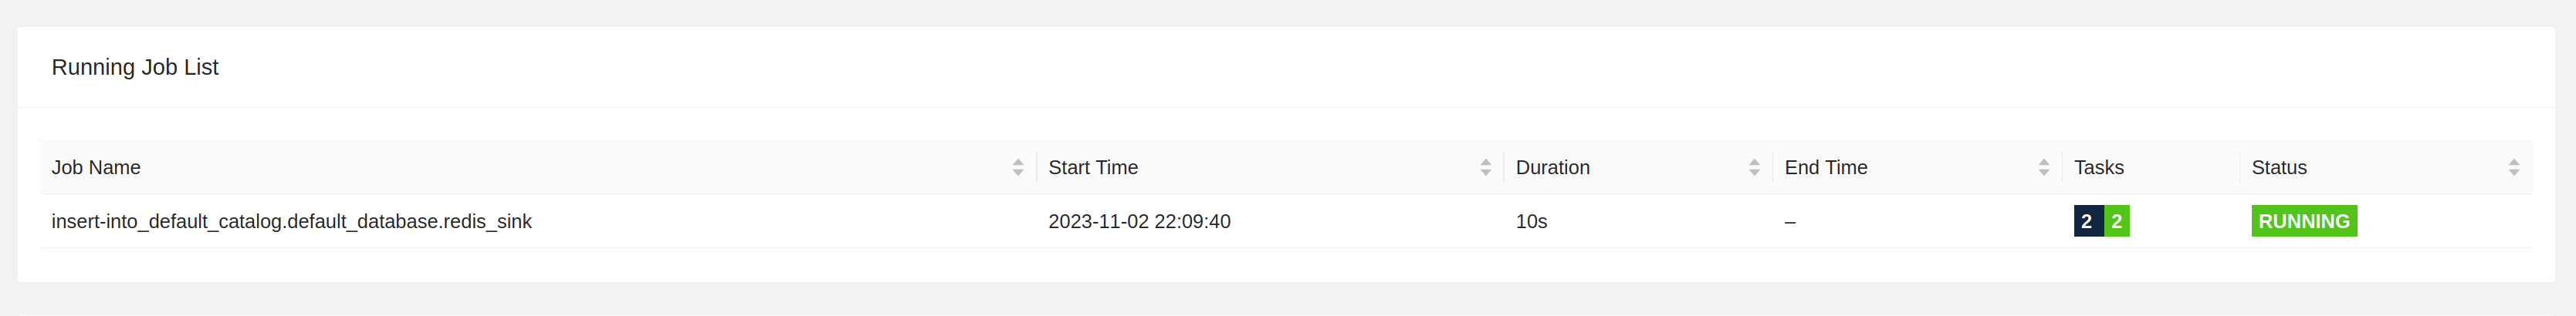 Running Job List
Job Name Start Time Duration End Time Tasks Status
insert-into_default_catalog.default_database.redis_sink 2023-11-02 22:09:40 10s – 2 2 RUNNING